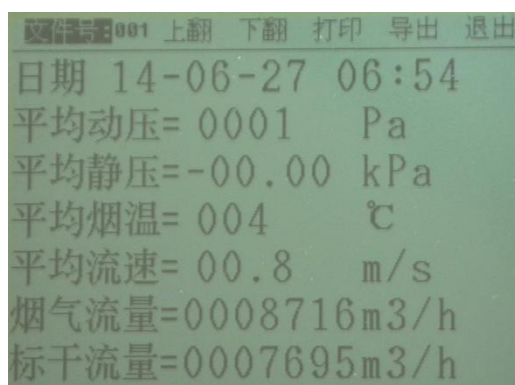 文件号:001 上翻 下翻 打印 导出 退出
日期 14-06-27 06:54
平均动压= 0001 Pa
平均静压=-00.00 kPa
平均烟温= 004 ℃
平均流速= 00.8 m/s
烟气流量=0008716m3/h
标干流量=0007695m3/h